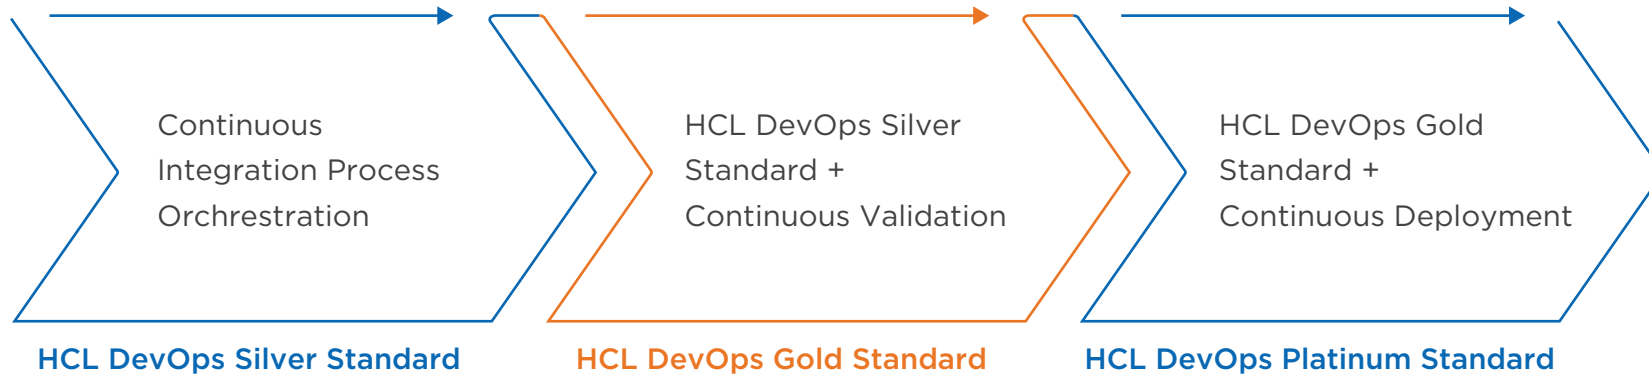 Continuous
Integration Process
Orchrestration
HCL DevOps Silver Standard
HCL DevOps Silver
Standard +
Continuous Validation
HCL DevOps Gold Standard
HCL DevOps Gold
Standard +
Continuous Deployment
HCL DevOps Platinum Standard